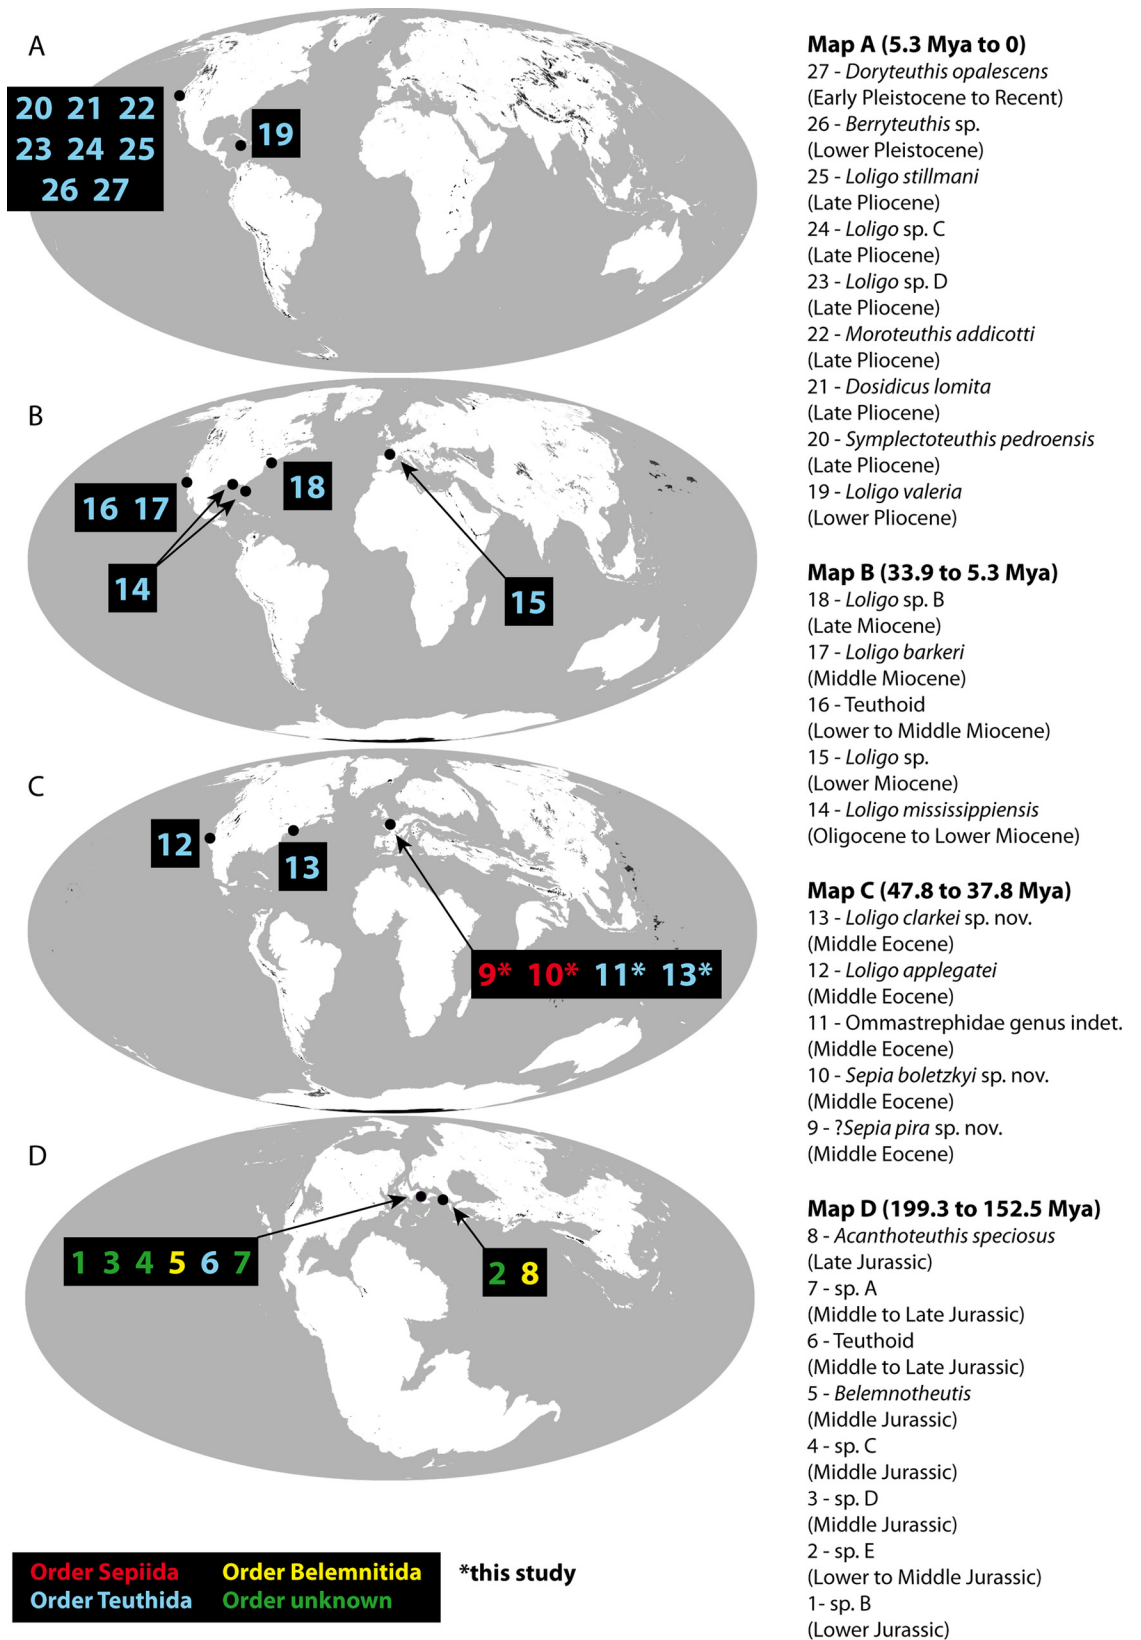 A
20 21 22
23 24 25
26 27
19
Map A (5.3 Mya to 0)
27 - Doryteuthis opalescens
(Early Pleistocene to Recent)
26 - Berryteuthis sp.
(Lower Pleistocene)
25 - Loligo stillmani
(Late Pliocene)
24 - Loligo sp. C
(Late Pliocene)
23 - Loligo sp. D
(Late Pliocene)
22 - Moroteuthis addicotti
(Late Pliocene)
21 - Dosidicus lomita
(Late Pliocene)
20 - Symplectoteuthis pedroensis
(Late Pliocene)
19 - Loligo valeria
(Lower Pliocene)
B
16 17
18
14
15
Map B (33.9 to 5.3 Mya)
18 - Loligo sp. B
(Late Miocene)
17 - Loligo barkeri
(Middle Miocene)
16 - Teuthoid
(Lower to Middle Miocene)
15 - Loligo sp.
(Lower Miocene)
14 - Loligo mississippiensis
(Oligocene to Lower Miocene)
C
12
13
9* 10* 11* 13*
Map C (47.8 to 37.8 Mya)
13 - Loligo clarkei sp. nov.
(Middle Eocene)
12 - Loligo applegatei
(Middle Eocene)
11 - Ommastrephidae genus indet.
(Middle Eocene)
10 - Sepia boletzkyi sp. nov.
(Middle Eocene)
9 - ?Sepia pira sp. nov.
(Middle Eocene)
D
1 3 4 5 6 7
2 8
Map D (199.3 to 152.5 Mya)
8 - Acanthoteuthis speciosus
(Late Jurassic)
7 - sp. A
(Middle to Late Jurassic)
6 - Teuthoid
(Middle to Late Jurassic)
5 - Belemnotheutis
(Middle Jurassic)
4 - sp. C
(Middle Jurassic)
3 - sp. D
(Middle Jurassic)
2 - sp. E
(Lower to Middle Jurassic)
1- sp. B
(Lower Jurassic)
Order Sepiida Order Belemnitida *this study
Order Teuthida Order unknown